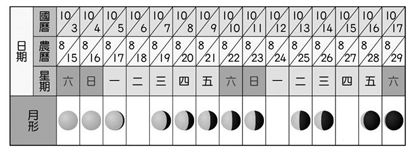 日期
國曆 10/3 10/4 10/5 10/6 10/7 10/8 10/9 10/10 10/11 10/12 10/13 10/14 10/15 10/16 10/17
農曆 8/15 8/16 8/17 8/18 8/19 8/20 8/21 8/22 8/23 8/24 8/25 8/26 8/27 8/28 8/29
星期 六 日 一 二 三 四 五 六 日 一 二 三 四 五 六
月形